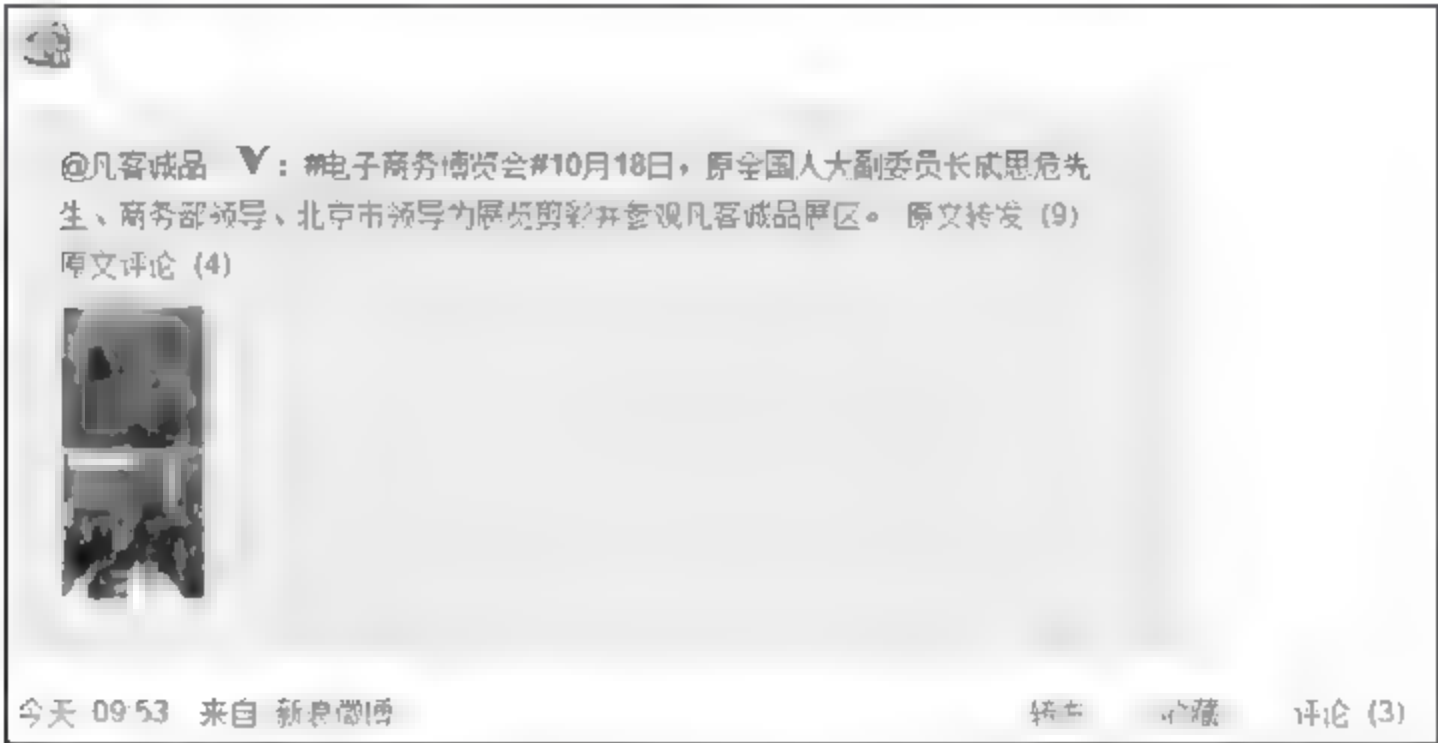 @凡客诚品 V：#电子商务博览会#10月18日，原全国人大副委员长成思危先
生、商务部领导、北京市领导为展览剪彩并参观凡客诚品展区。 原文转发 (9)
原文评论 (4)
今天 09:53 来自 新浪微博 转发 收藏 评论 (3)